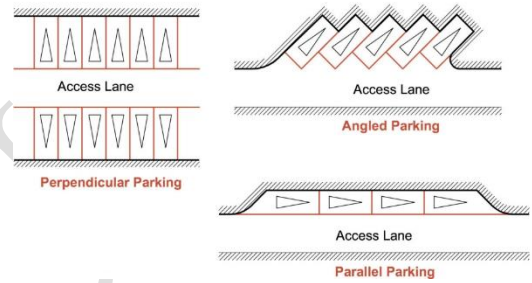 Access Lane
Perpendicular Parking
Access Lane
Angled Parking
Access Lane
Parallel Parking